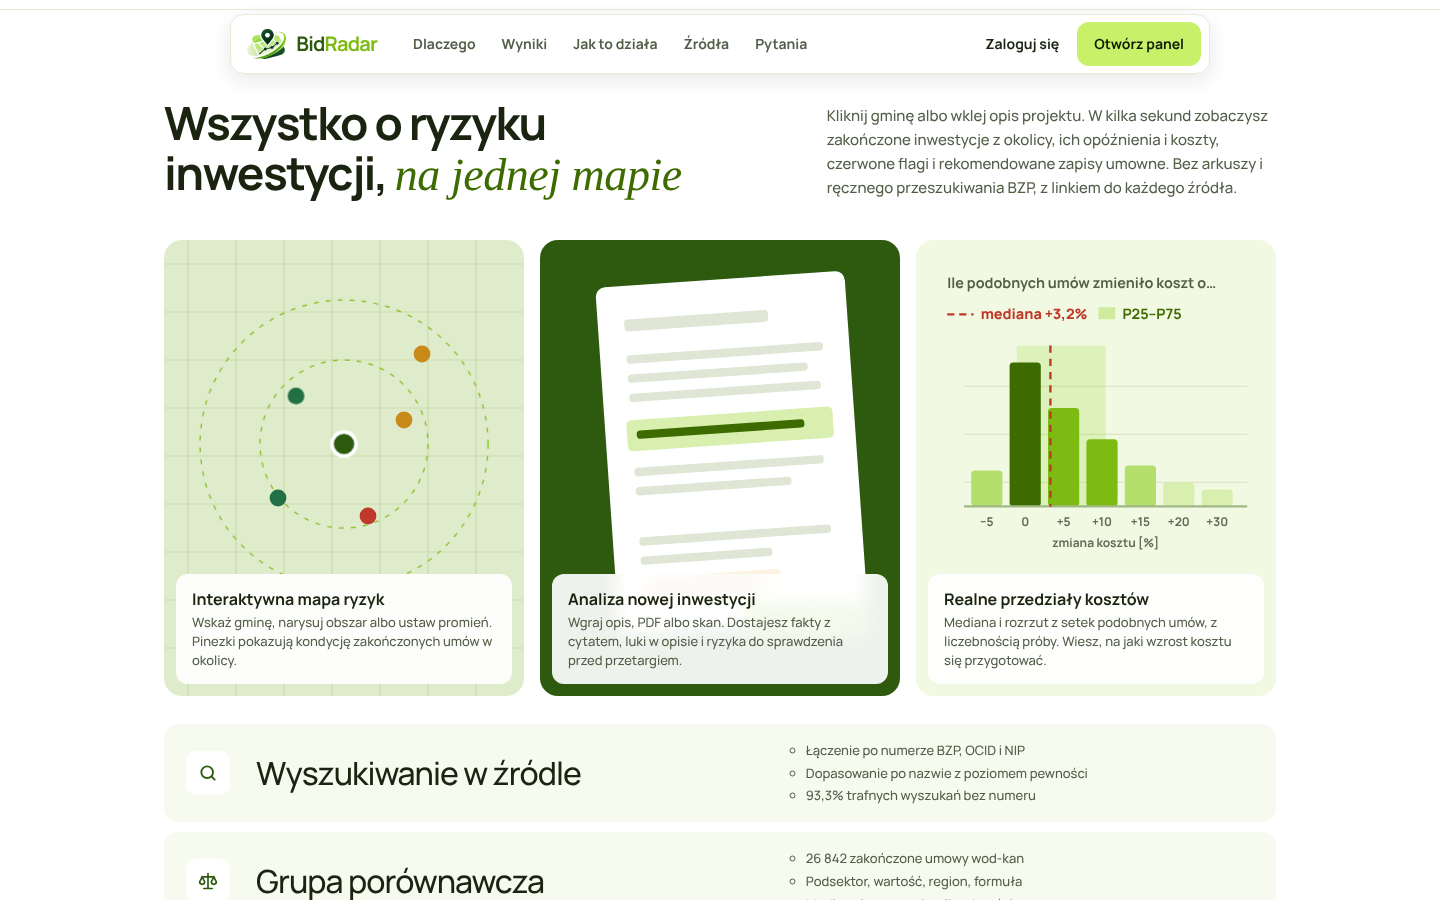 BidRadar
Dlaczego
Wyniki
Jak to działa
Źródła
Pytania
Zaloguj się
Otwórz panel
Wszystko o ryzyku
inwestycji, na jednej mapie
Kliknij gminę albo wklej opis projektu. W kilka sekund zobaczysz
zakończone inwestycje z okolicy, ich opóźnienia i koszty,
czerwone flagi i rekomendowane zapisy umowne. Bez arkuszy i
ręcznego przeszukiwania BZP, z linkiem do każdego źródła.
Interaktywna mapa ryzyk
Wskaż gminę, narysuj obszar albo ustaw promień.
Pinezki pokazują kondycję zakończonych umów w
okolicy.
Analiza nowej inwestycji
Wgraj opis, PDF albo skan. Dostajesz fakty z
cytatem, luki w opisie i ryzyka do sprawdzenia
przed przetargiem.
Ile podobnych umów zmieniło koszt o…
mediana +3,2%
P25–P75
−5 0 +5 +10 +15 +20 +30
zmiana kosztu [%]
Realne przedziały kosztów
Mediana i rozrzut z setek podobnych umów, z
liczebnością próby. Wiesz, na jaki wzrost kosztu
się przygotować.
Wyszukiwanie w źródle
Łączenie po numerze BZP, OCID i NIP
Dopasowanie po nazwie z poziomem pewności
93,3% trafnych wyszukań bez numeru
Grupa porównawcza
26 842 zakończone umowy wod-kan
Podsektor, wartość, region, formuła